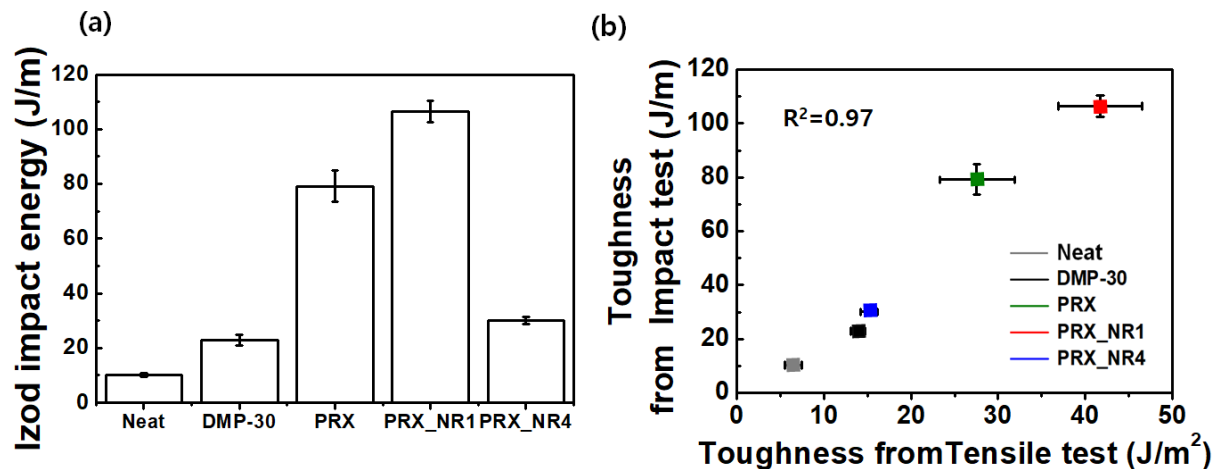 (a)
Izod impact energy (J/m)
120
100
80
60
40
20
0
Neat DMP-30 PRX PRX_NR1 PRX_NR4
(b)
Toughness
from Impact test (J/m)
120
100
80
60
40
20
0
R²=0.97
Neat
DMP-30
PRX
PRX_NR1
PRX_NR4
0 10 20 30 40 50
Toughness fromTensile test (J/m²)